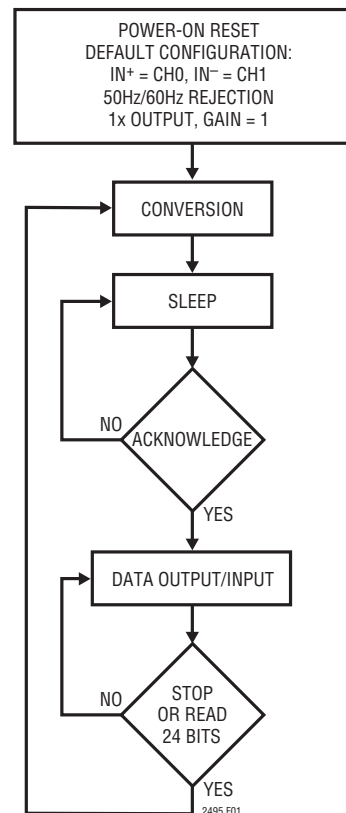 POWER-ON RESET
DEFAULT CONFIGURATION:
IN+ = CH0, IN– = CH1
50Hz/60Hz REJECTION
1x OUTPUT, GAIN = 1
CONVERSION
SLEEP
NO
ACKNOWLEDGE
YES
DATA OUTPUT/INPUT
NO
STOP
OR READ
24 BITS
YES
2495 F01